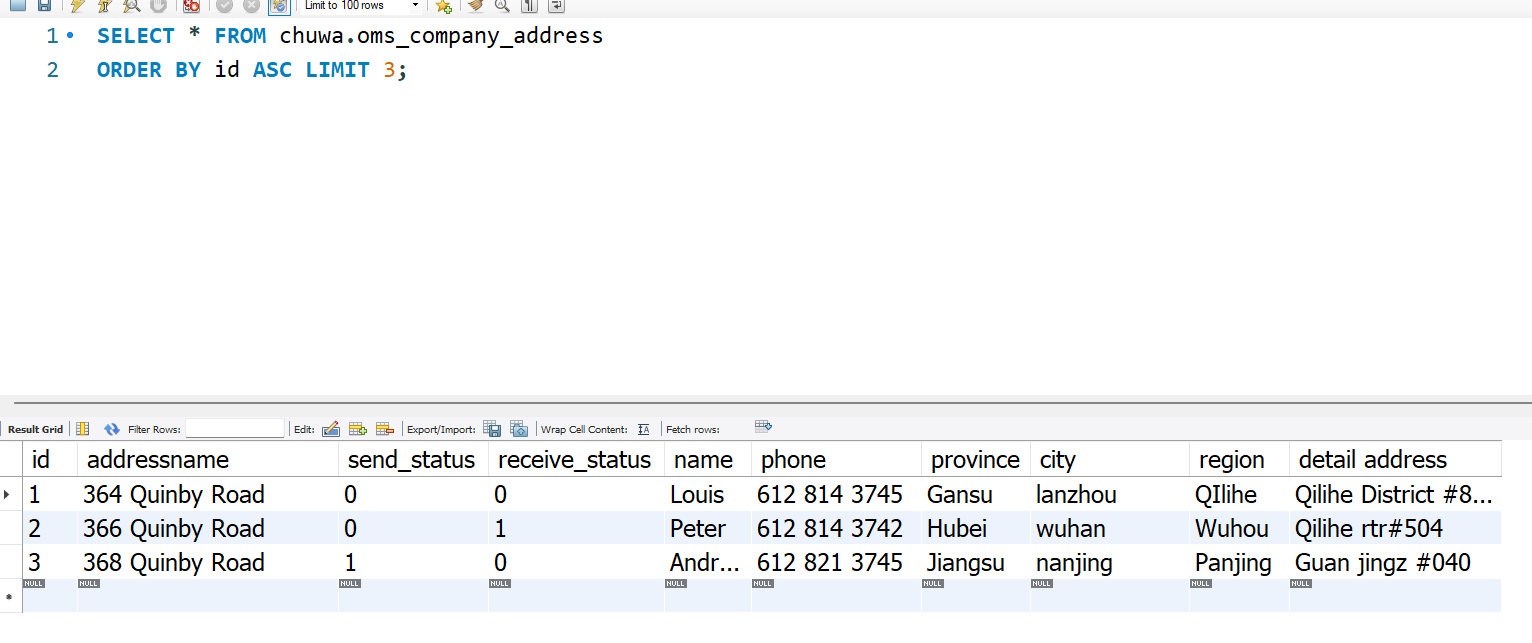 Limit to 100 rows
1 SELECT * FROM chuwa.oms_company_address
2 ORDER BY id ASC LIMIT 3;
Result Grid Filter Rows: Edit: Export/Import: Wrap Cell Content: Fetch rows:
id addressname send_status receive_status name phone province city region detail address
1 364 Quinby Road 0 0 Louis 612 814 3745 Gansu lanzhou QIlihe Qilihe District #8...
2 366 Quinby Road 0 1 Peter 612 814 3742 Hubei wuhan Wuhou Qilihe rtr#504
3 368 Quinby Road 1 0 Andr... 612 821 3745 Jiangsu nanjing Panjing Guan jingz #040
NULL NULL NULL NULL NULL NULL NULL NULL NULL NULL